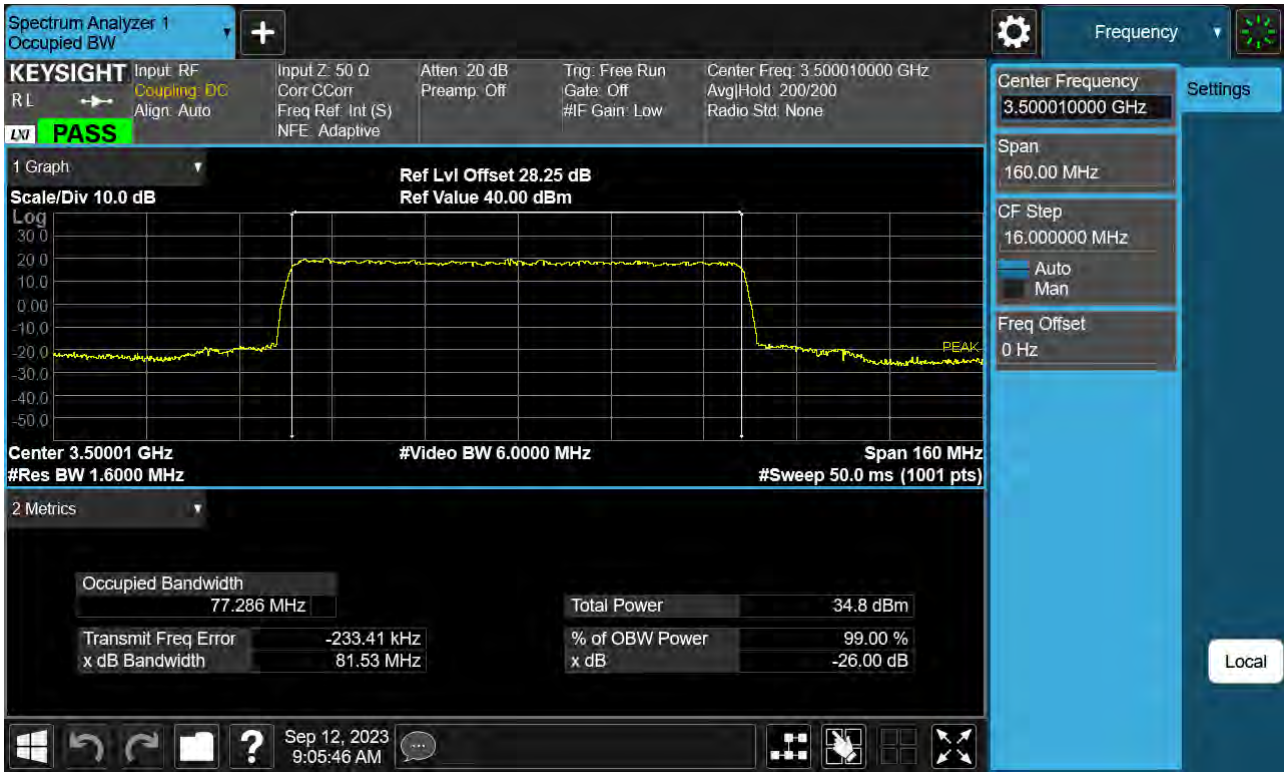 Spectrum Analyzer 1
Occupied BW
+
Frequency
KEYSIGHT
RL
LXI PASS
Input: RF
Coupling: DC
Align: Auto
Input Z: 50 Ω
Corr CCorr
Freq Ref: Int (S)
NFE: Adaptive
Atten: 20 dB
Preamp: Off
Trig: Free Run
Gate: Off
#IF Gain: Low
Center Freq: 3.500010000 GHz
Avg|Hold: 200/200
Radio Std: None
Center Frequency
3.500010000 GHz
Settings
Span
160.00 MHz
CF Step
16.000000 MHz
Auto
Man
Freq Offset
0 Hz
Local
1 Graph
Scale/Div 10.0 dB
Ref Lvl Offset 28.25 dB
Ref Value 40.00 dBm
Log
30.0
20.0
10.0
0.00
-10.0
-20.0
-30.0
-40.0
-50.0
PEAK
Center 3.50001 GHz
#Video BW 6.0000 MHz
Span 160 MHz
#Res BW 1.6000 MHz
#Sweep 50.0 ms (1001 pts)
2 Metrics
Occupied Bandwidth
77.286 MHz
Total Power 34.8 dBm
Transmit Freq Error -233.41 kHz
% of OBW Power 99.00 %
x dB Bandwidth 81.53 MHz
x dB -26.00 dB
?
Sep 12, 2023
9:05:46 AM